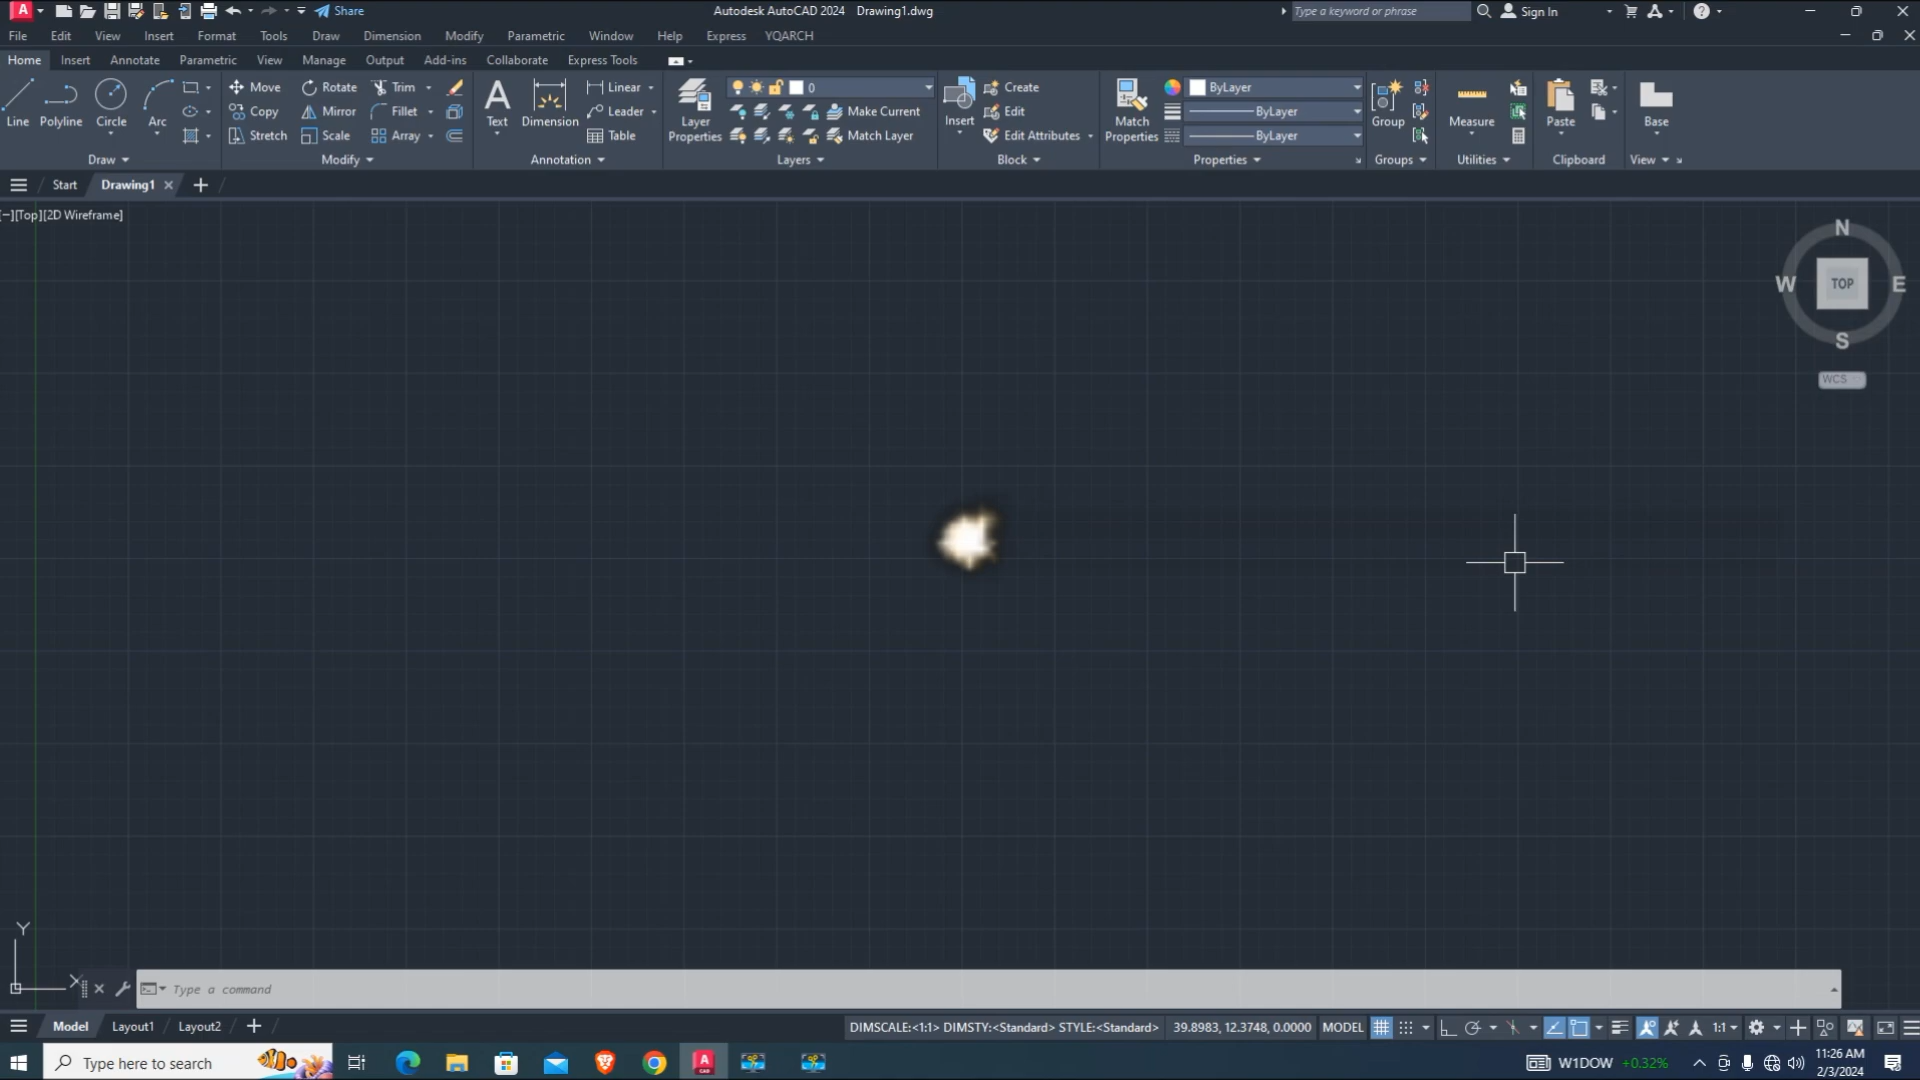 Share
Autodesk AutoCAD 2024 Drawing1.dwg
Type a keyword or phrase
Sign In
File Edit View Insert Format Tools Draw Dimension Modify Parametric Window Help Express YQARCH
Home Insert Annotate Parametric View Manage Output Add-ins Collaborate Express Tools
Line Polyline Circle Arc
Move Rotate Trim
Copy Mirror Fillet
Stretch Scale Array
Text Dimension
Linear
Leader
Table
Layer
Properties
0
Make Current
Match Layer
Insert
Create
Edit
Edit Attributes
Match
Properties
ByLayer
ByLayer
ByLayer
Group
Measure
Paste
Base
Draw Modify Annotation Layers Block Properties Groups Utilities Clipboard View
Start Drawing1
[−][Top][2D Wireframe]
N
W TOP E
S
WCS
Y
X
Type a command
Model Layout1 Layout2
DIMSCALE:<1:1> DIMSTY:<Standard> STYLE:<Standard> 39.8983, 12.3748, 0.0000 MODEL 1:1
Type here to search
CAD
W1DOW +0.32%
11:26 AM
2/3/2024